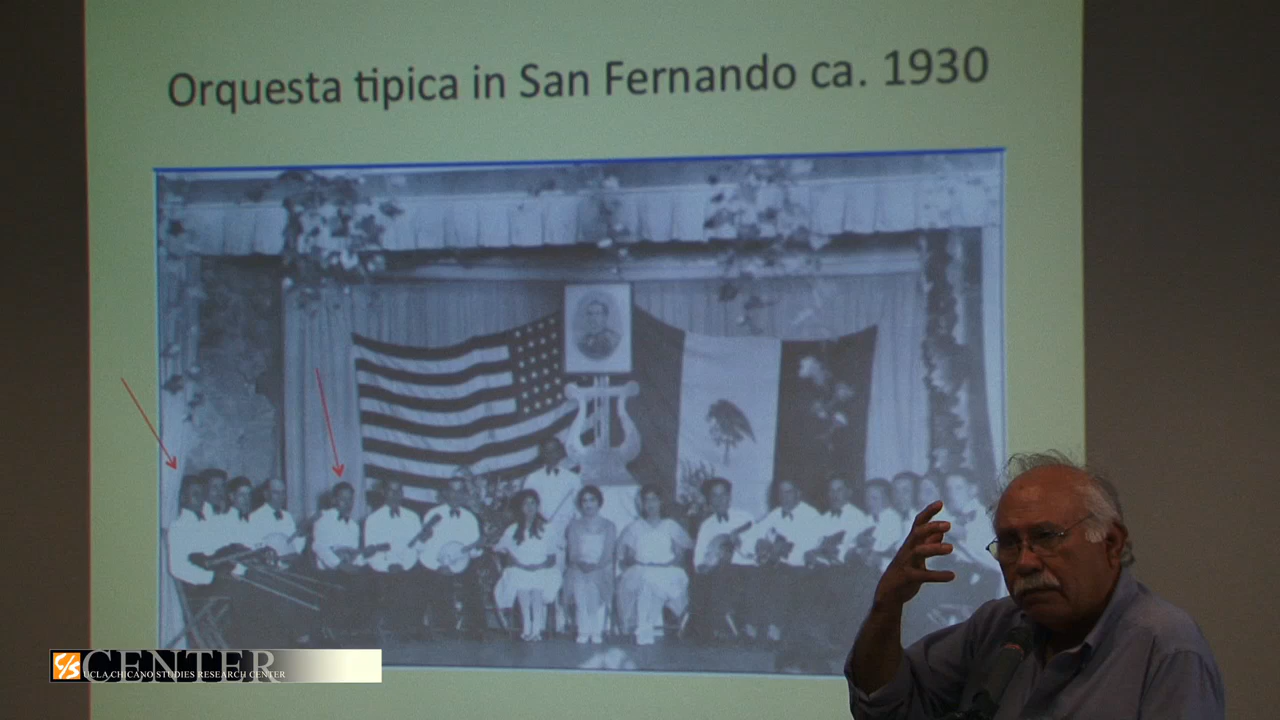 Orquesta tipica in San Fernando ca. 1930
CENTER
UCLA CHICANO STUDIES RESEARCH CENTER